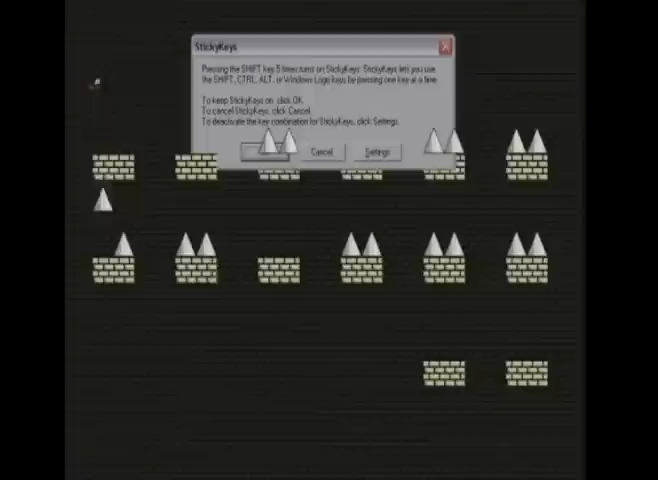 StickyKeys
Pressing the SHIFT key 5 times turns on StickyKeys. StickyKeys lets you use
the SHIFT, CTRL, ALT, or Windows Logo keys by pressing one key at a time.
To keep StickyKeys on, click OK.
To cancel StickyKeys, click Cancel.
To deactivate the key combination for StickyKeys, click Settings.
Cancel
Settings